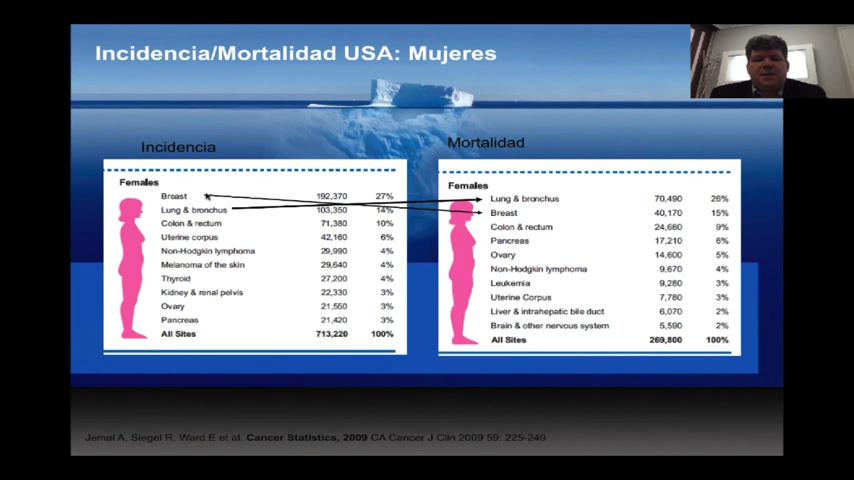 Incidencia/Mortalidad USA: Mujeres
Incidencia
Females
Breast 192,370 27%
Lung & bronchus 103,350 14%
Colon & rectum 71,380 10%
Uterine corpus 42,160 6%
Non-Hodgkin lymphoma 29,990 4%
Melanoma of the skin 29,640 4%
Thyroid 27,200 4%
Kidney & renal pelvis 22,330 3%
Ovary 21,550 3%
Pancreas 21,420 3%
All Sites 713,220 100%
Mortalidad
Females
Lung & bronchus 70,490 26%
Breast 40,170 15%
Colon & rectum 24,680 9%
Pancreas 17,210 6%
Ovary 14,600 5%
Non-Hodgkin lymphoma 9,670 4%
Leukemia 9,280 3%
Uterine Corpus 7,780 3%
Liver & intrahepatic bile duct 6,070 2%
Brain & other nervous system 5,590 2%
All Sites 269,800 100%
Jemal A, Siegel R, Ward E et al. Cancer Statistics, 2009 CA Cancer J Clin 2009 59: 225-249